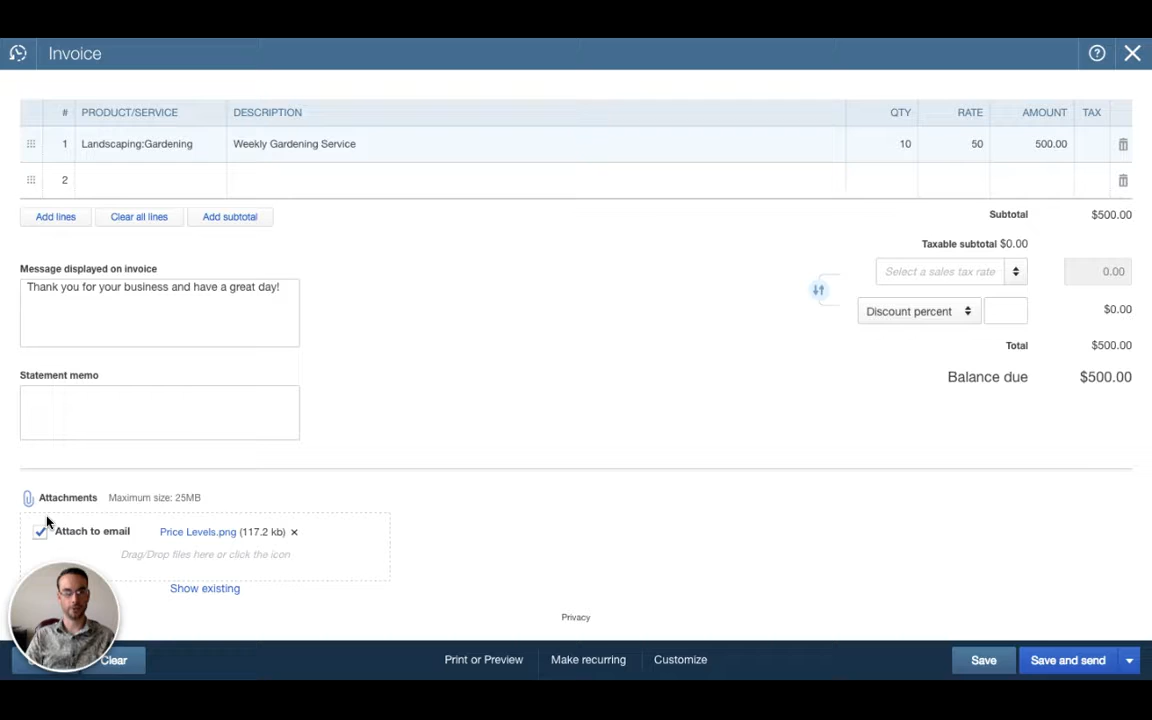 Invoice
# PRODUCT/SERVICE DESCRIPTION QTY RATE AMOUNT TAX
1 Landscaping:Gardening Weekly Gardening Service 10 50 500.00
2
Add lines Clear all lines Add subtotal
Subtotal $500.00
Taxable subtotal $0.00
Message displayed on invoice
Select a sales tax rate 0.00
Thank you for your business and have a great day!
Discount percent $0.00
Total $500.00
Statement memo
Balance due $500.00
Attachments Maximum size: 25MB
Attach to email Price Levels.png (117.2 kb) ×
Drag/Drop files here or click the icon
Show existing
Privacy
Clear Print or Preview Make recurring Customize Save Save and send